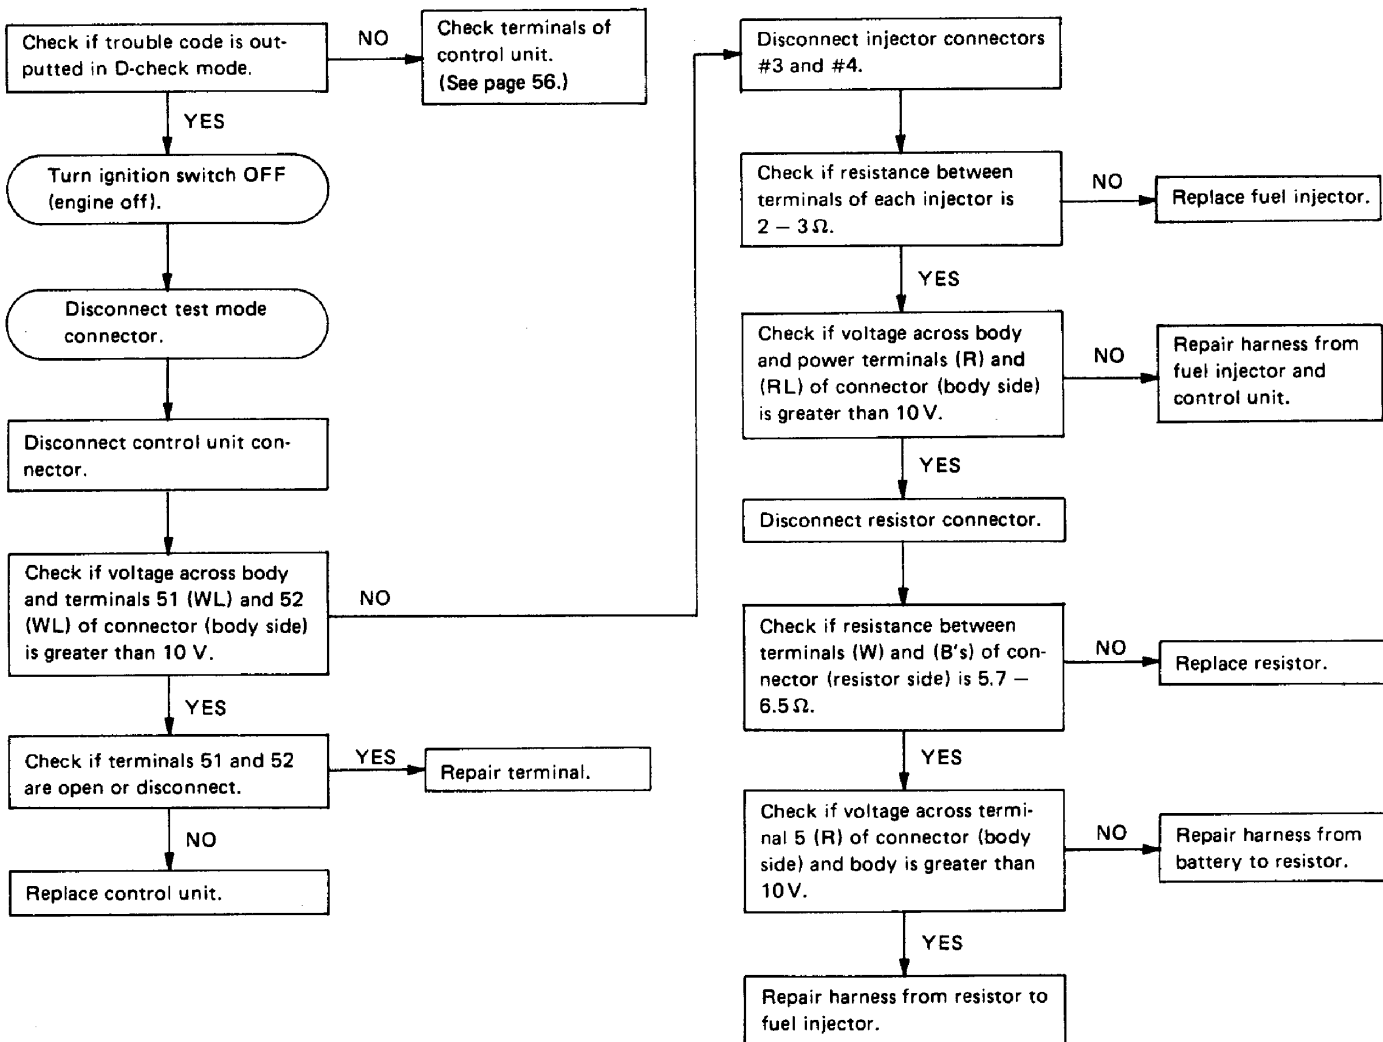 Check if trouble code is out-
putted in D-check mode.
NO
Check terminals of
control unit.
(See page 56.)
YES
Turn ignition switch OFF
(engine off).
Disconnect test mode
connector.
Disconnect control unit con-
nector.
Check if voltage across body
and terminals 51 (WL) and 52
(WL) of connector (body side)
is greater than 10 V.
NO
YES
Check if terminals 51 and 52
are open or disconnect.
YES
Repair terminal.
NO
Replace control unit.
Disconnect injector connectors
#3 and #4.
Check if resistance between
terminals of each injector is
2 – 3 Ω.
NO
Replace fuel injector.
YES
Check if voltage across body
and power terminals (R) and
(RL) of connector (body side)
is greater than 10 V.
NO
Repair harness from
fuel injector and
control unit.
YES
Disconnect resistor connector.
Check if resistance between
terminals (W) and (B's) of con-
nector (resistor side) is 5.7 –
6.5 Ω.
NO
Replace resistor.
YES
Check if voltage across termi-
nal 5 (R) of connector (body
side) and body is greater than
10 V.
NO
Repair harness from
battery to resistor.
YES
Repair harness from resistor to
fuel injector.